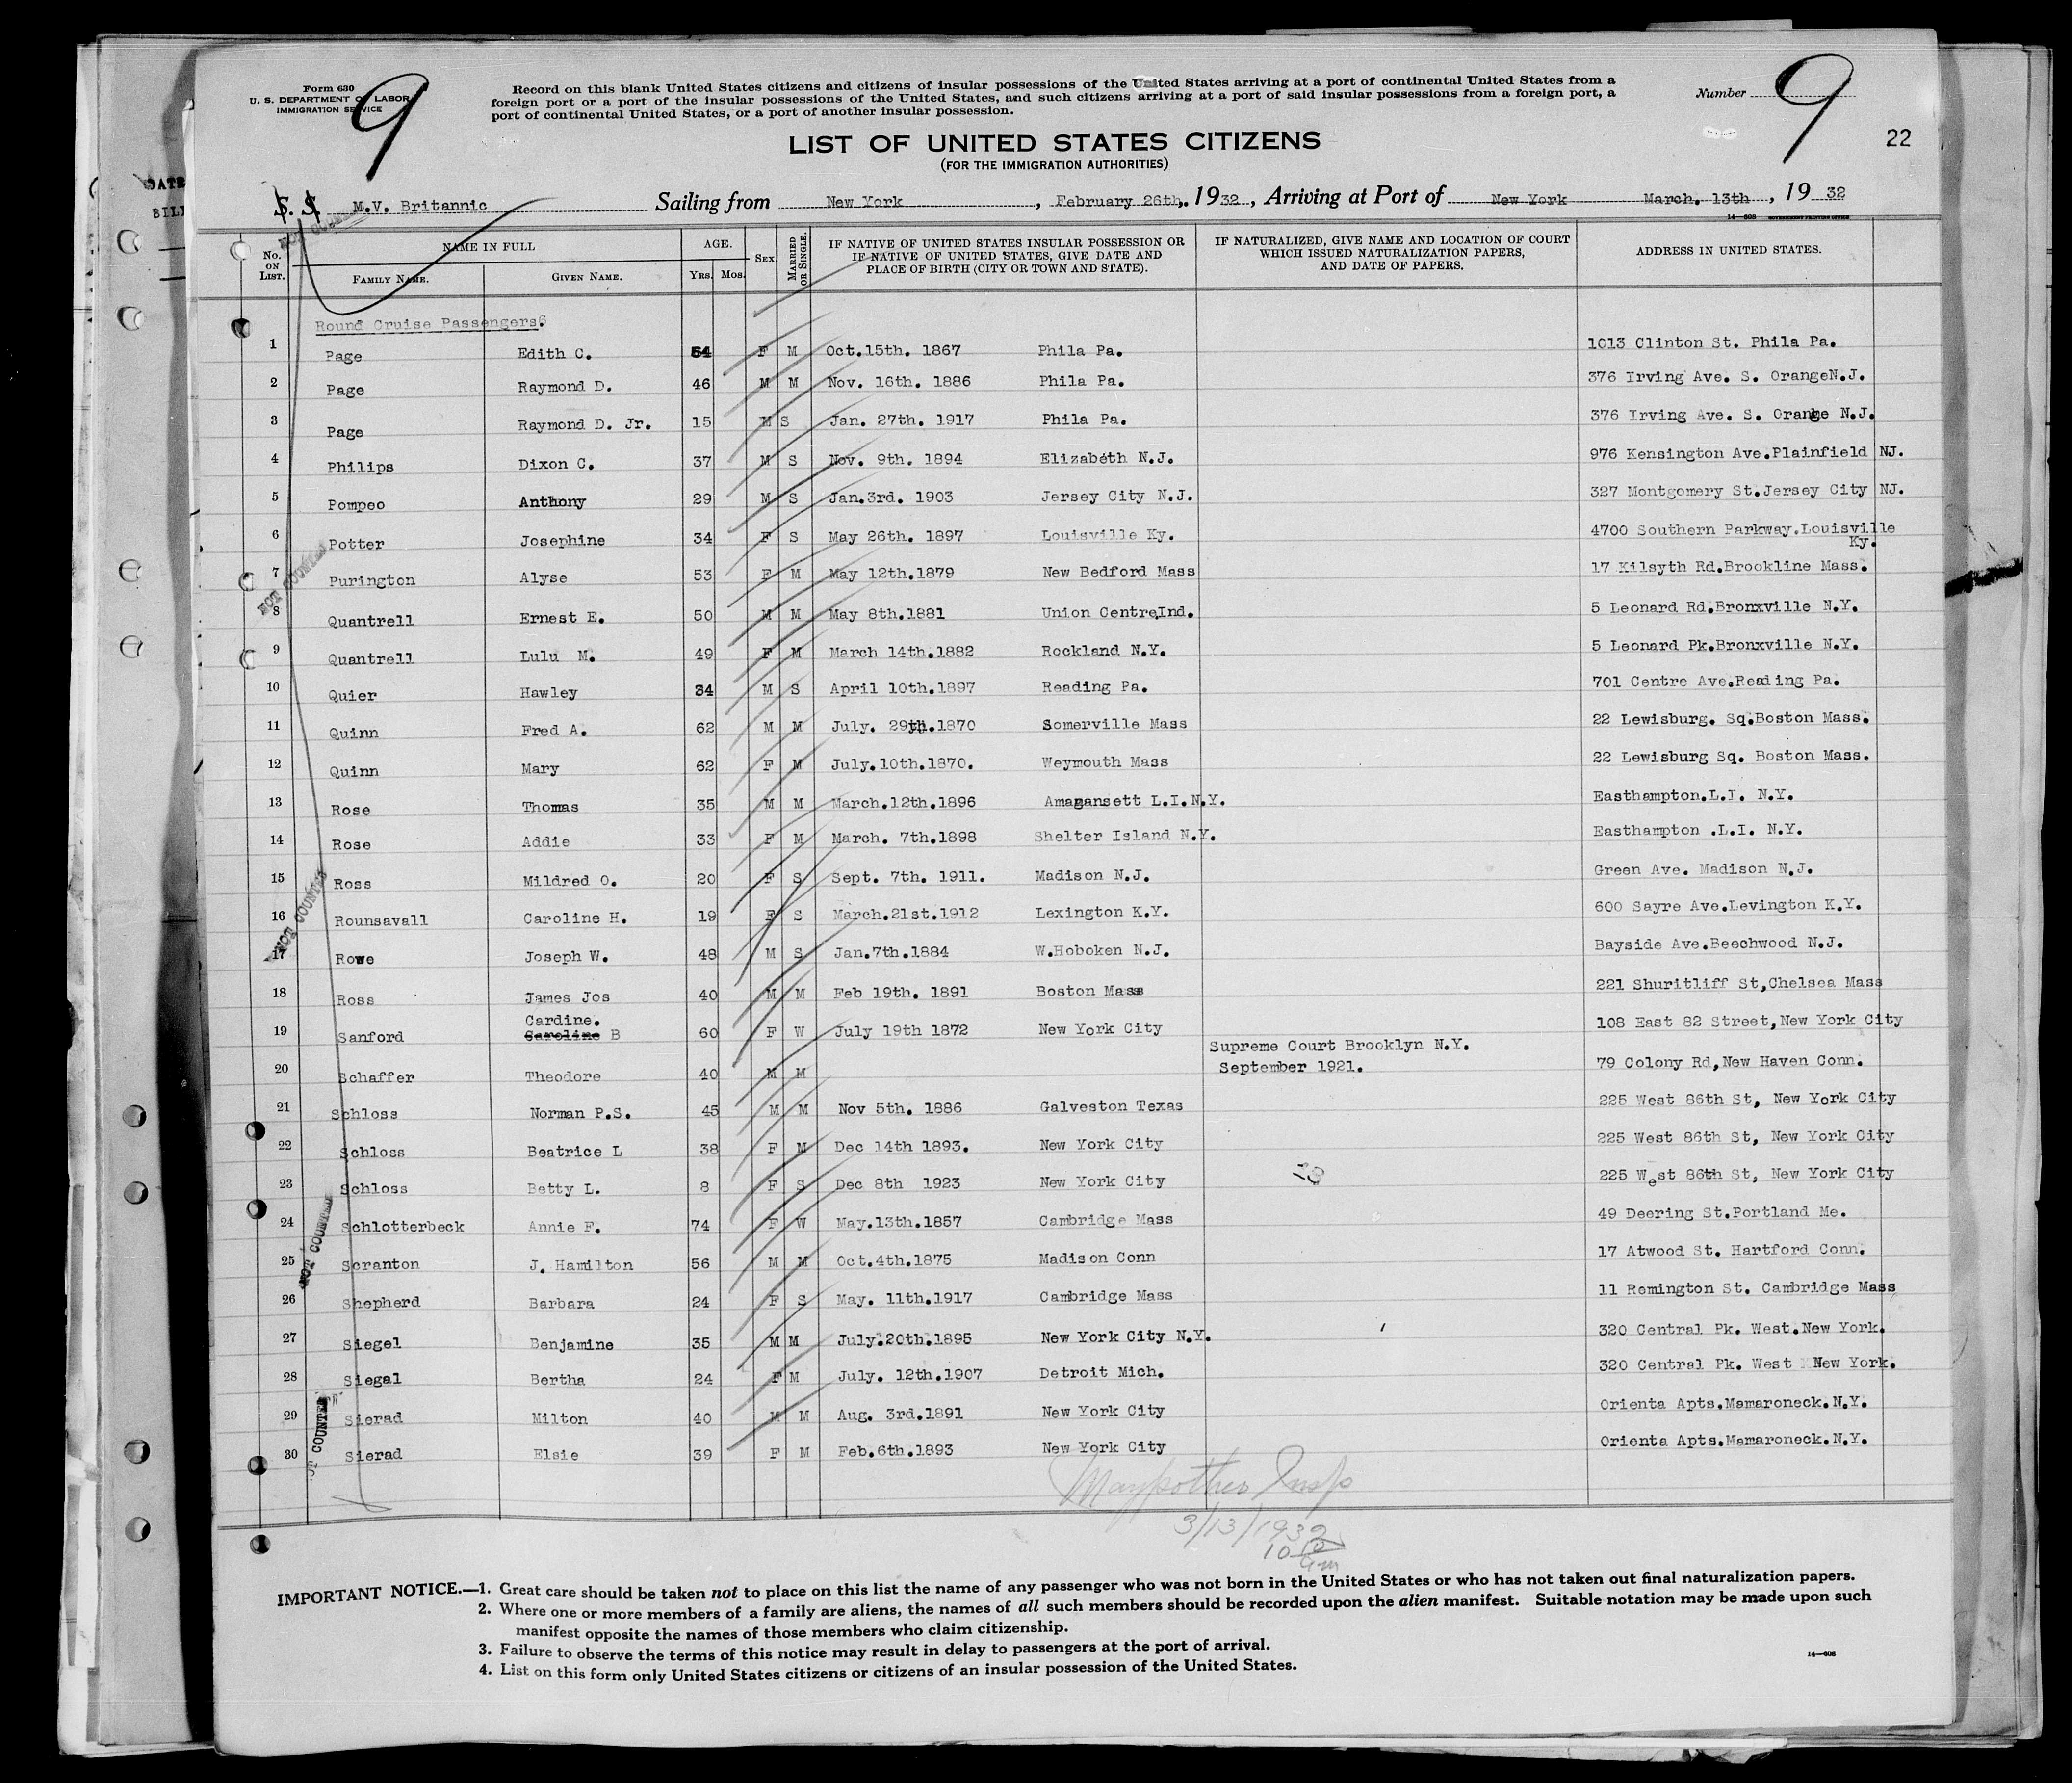 Form 630
U. S. DEPARTMENT OF LABOR
IMMIGRATION SERVICE
9
Record on this blank United States citizens and citizens of insular possessions of the United States arriving at a port of continental United States from a
foreign port or a port of the insular possessions of the United States, and such citizens arriving at a port of said insular possessions from a foreign port, a
port of continental United States, or a port of another insular possession.
Number 9
22
LIST OF UNITED STATES CITIZENS
(FOR THE IMMIGRATION AUTHORITIES)
S. S. M.V. Britannic Sailing from New York, February 26th,. 1932, Arriving at Port of New York March. 13th, 1932
14—608 GOVERNMENT PRINTING OFFICE
No. ON LIST. NAME IN FULL FAMILY NAME. GIVEN NAME. AGE. YRS. MOS. SEX MARRIED OR SINGLE. IF NATIVE OF UNITED STATES INSULAR POSSESSION OR IF NATIVE OF UNITED STATES, GIVE DATE AND PLACE OF BIRTH (CITY OR TOWN AND STATE). IF NATURALIZED, GIVE NAME AND LOCATION OF COURT WHICH ISSUED NATURALIZATION PAPERS, AND DATE OF PAPERS. ADDRESS IN UNITED STATES.
Round Cruise Passengers
1 Page Edith C. 64 F M Oct.15th. 1867 Phila Pa. 1013 Clinton St. Phila Pa.
2 Page Raymond D. 46 M M Nov. 16th. 1886 Phila Pa. 376 Irving Ave. S. OrangeN.J.
3 Page Raymond D. Jr. 15 M S Jan. 27th. 1917 Phila Pa. 376 Irving Ave. S. Orange N.J.
4 Philips Dixon C. 37 M S Nov. 9th. 1894 Elizabeth N.J. 976 Kensington Ave.Plainfield NJ.
5 Pompeo Anthony 29 M S Jan.3rd. 1903 Jersey City N.J. 327 Montgomery St.Jersey City NJ.
6 Potter Josephine 34 F S May 26th. 1897 Louisville Ky. 4700 Southern Parkway.Louisville
Ky.
7 Purington Alyse 53 F M May 12th.1879 New Bedford Mass 17 Kilsyth Rd.Brookline Mass.
8 Quantrell Ernest E. 50 M M May 8th.1881 Union Centre,Ind. 5 Leonard Rd.Bronxville N.Y.
9 Quantrell Lulu M. 49 F M March 14th.1882 Rockland N.Y. 5 Leonard Pk.Bronxville N.Y.
10 Quier Hawley 34 M S April 10th.1897 Reading Pa. 701 Centre Ave.Reading Pa.
11 Quinn Fred A. 62 M M July. 29th.1870 Somerville Mass 22 Lewisburg. Sq.Boston Mass.
12 Quinn Mary 62 F M July.10th.1870. Weymouth Mass 22 Lewisburg Sq. Boston Mass.
13 Rose Thomas 35 M M March.12th.1896 Amagansett L.I.N.Y. Easthampton.L.I. N.Y.
14 Rose Addie 33 F M March. 7th.1898 Shelter Island N.Y. Easthampton .L.I. N.Y.
15 Ross Mildred O. 20 F S Sept. 7th. 1911. Madison N.J. Green Ave. Madison N.J.
16 Rounsavall Caroline H. 19 F S March.21st.1912 Lexington K.Y. 600 Sayre Ave.Levington K.Y.
17 Rowe Joseph W. 48 M S Jan.7th.1884 W.Hoboken N.J. Bayside Ave.Beechwood N.J.
18 Ross James Jos 40 M M Feb 19th. 1891 Boston Mass 221 Shuritliff St,Chelsea Mass
Cardine.
19 Sanford Caroline B 60 F W July 19th 1872 New York City 108 East 82 Street,New York City
Supreme Court Brooklyn N.Y.
20 Schaffer Theodore 40 M M September 1921. 79 Colony Rd,New Haven Conn.
21 Schloss Norman P.S. 45 M M Nov 5th. 1886 Galveston Texas 225 West 86th St, New York City
22 Schloss Beatrice L 38 F M Dec 14th 1893. New York City 225 West 86th St, New York City
23 Schloss Betty L. 8 F S Dec 8th 1923 New York City 225 West 86th St, New York City
24 Schlotterbeck Annie F. 74 F W May.13th.1857 Cambridge Mass 49 Deering St.Portland Me.
25 Scranton J. Hamilton 56 M M Oct.4th.1875 Madison Conn 17 Atwood St. Hartford Conn.
26 Shepherd Barbara 24 F S May. 11th.1917 Cambridge Mass 11 Remington St. Cambridge Mass
27 Siegel Benjamine 35 M M July.20th.1895 New York City N.Y. 320 Central Pk. West.New York.
28 Siegal Bertha 24 F M July. 12th.1907 Detroit Mich. 320 Central Pk. West New York.
29 Sierad Milton 40 M M Aug. 3rd.1891 New York City Orienta Apts.Mamaroneck.N.Y.
30 Sierad Elsie 39 F M Feb.6th.1893 New York City Orienta Apts.Mamaroneck.N.Y.
NOT COUNTED
NOT COUNTED
NOT COUNTED
NOT COUNTED
3/13/1932
10 10 am
IMPORTANT NOTICE.—1. Great care should be taken not to place on this list the name of any passenger who was not born in the United States or who has not taken out final naturalization papers.
2. Where one or more members of a family are aliens, the names of all such members should be recorded upon the alien manifest. Suitable notation may be made upon such
manifest opposite the names of those members who claim citizenship.
3. Failure to observe the terms of this notice may result in delay to passengers at the port of arrival.
4. List on this form only United States citizens or citizens of an insular possession of the United States.
14—608